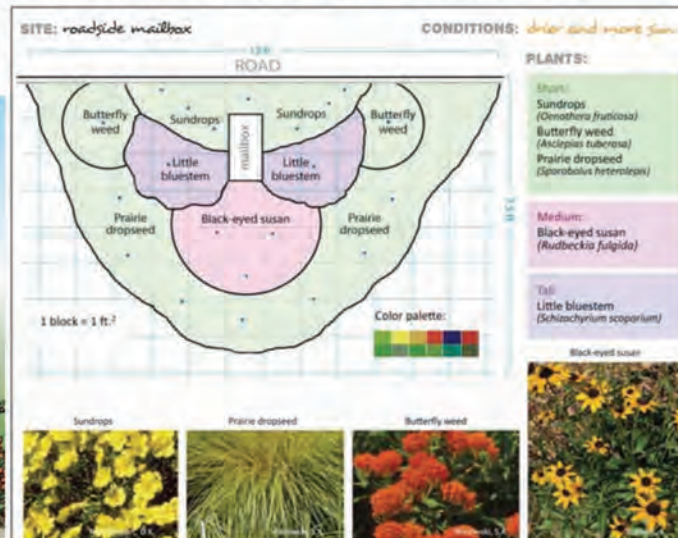 SITE: roadside mailbox
CONDITIONS: drier and more sun
ROAD
Butterfly
weed
Sundrops
mailbox
Sundrops
Butterfly
weed
Little
bluestem
Little
bluestem
Prairie
dropseed
Black-eyed susan
Prairie
dropseed
1 block = 1 ft.²
Color palette:
PLANTS:
Short:
Sundrops
(Oenothera fruticosa)
Butterfly weed
(Asclepias tuberosa)
Prairie dropseed
(Sporobolus heterolepis)
Medium:
Black-eyed susan
(Rudbeckia fulgida)
Tall:
Little bluestem
(Schizachyrium scoparium)
Black-eyed susan
Sundrops
Prairie dropseed
Butterfly weed